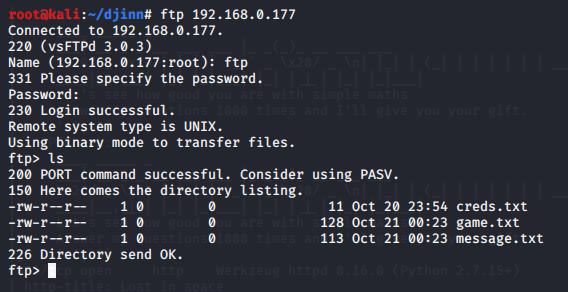 root@kali:~/djinn# ftp 192.168.0.177
Connected to 192.168.0.177.
220 (vsFTPd 3.0.3)
Name (192.168.0.177:root): ftp
331 Please specify the password.
Password:
230 Login successful.
Remote system type is UNIX.
Using binary mode to transfer files.
ftp> ls
200 PORT command successful. Consider using PASV.
150 Here comes the directory listing.
-rw-r--r-- 1 0 0 11 Oct 20 23:54 creds.txt
-rw-r--r-- 1 0 0 128 Oct 21 00:23 game.txt
-rw-r--r-- 1 0 0 113 Oct 21 00:23 message.txt
226 Directory send OK.
ftp>